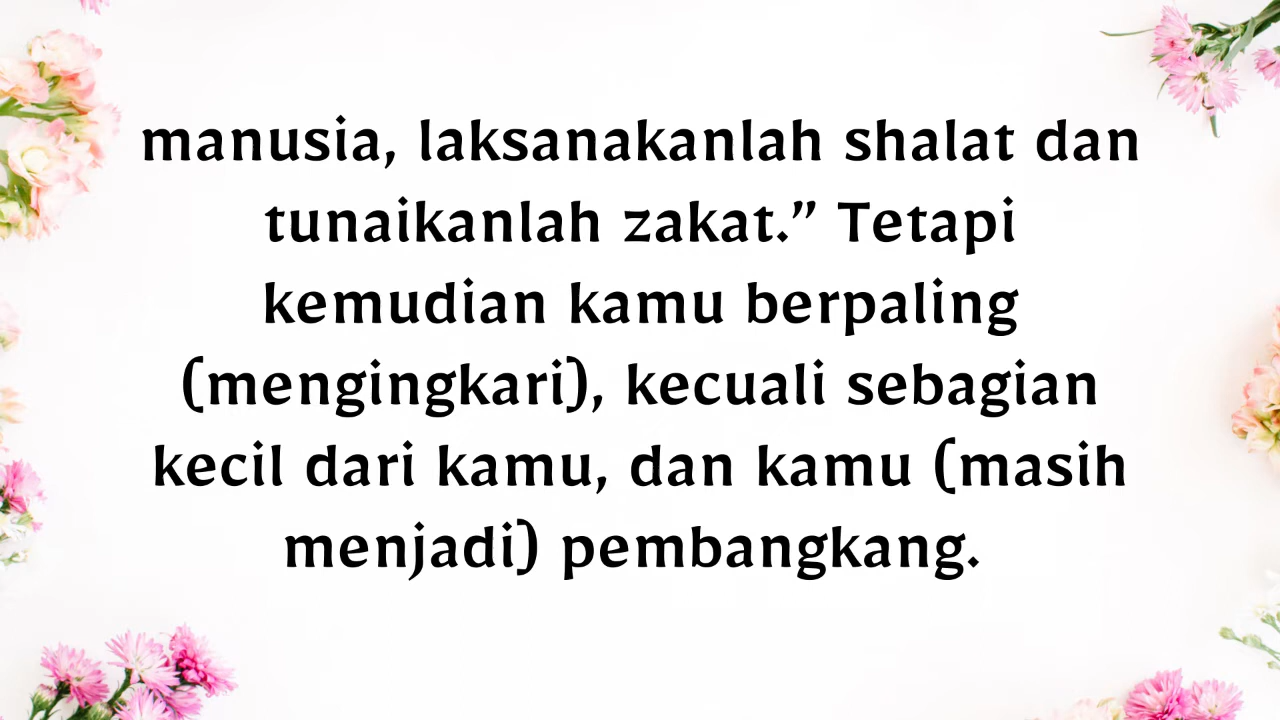 manusia, laksanakanlah shalat dan
tunaikanlah zakat.” Tetapi
kemudian kamu berpaling
(mengingkari), kecuali sebagian
kecil dari kamu, dan kamu (masih
menjadi) pembangkang.